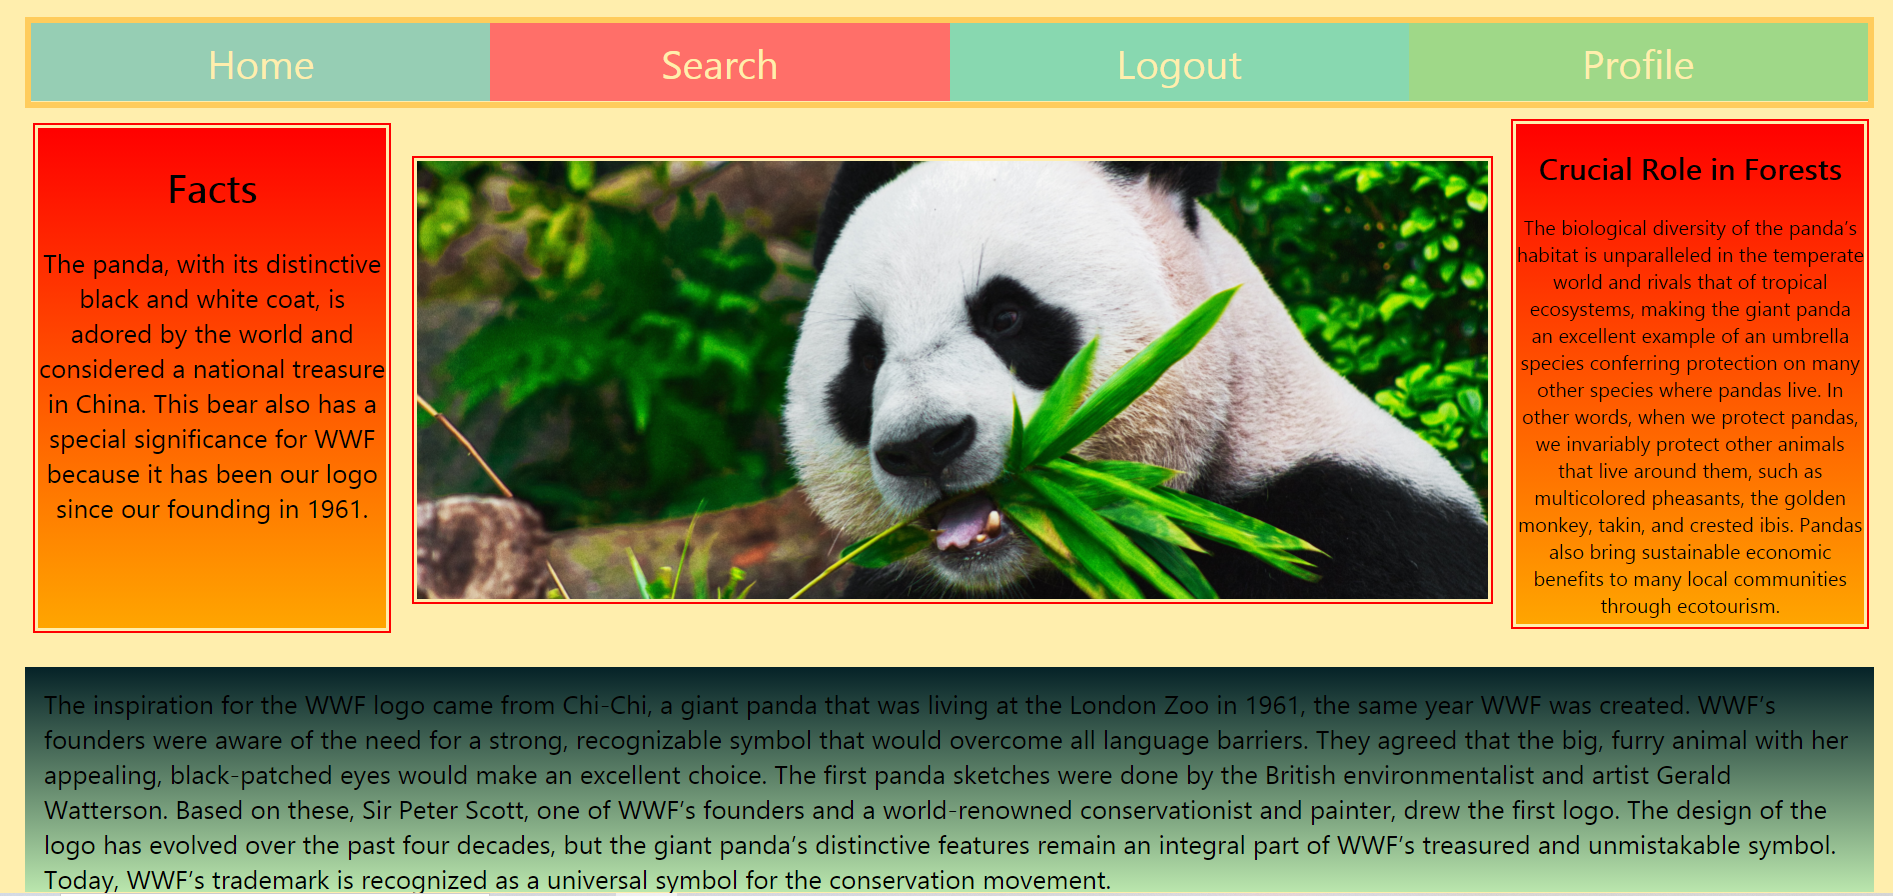 Home
Search
Logout
Profile
Facts
The panda, with its distinctive
black and white coat, is
adored by the world and
considered a national treasure
in China. This bear also has a
special significance for WWF
because it has been our logo
since our founding in 1961.
Crucial Role in Forests
The biological diversity of the panda’s
habitat is unparalleled in the temperate
world and rivals that of tropical
ecosystems, making the giant panda
an excellent example of an umbrella
species conferring protection on many
other species where pandas live. In
other words, when we protect pandas,
we invariably protect other animals
that live around them, such as
multicolored pheasants, the golden
monkey, takin, and crested ibis. Pandas
also bring sustainable economic
benefits to many local communities
through ecotourism.
The inspiration for the WWF logo came from Chi-Chi, a giant panda that was living at the London Zoo in 1961, the same year WWF was created. WWF’s
founders were aware of the need for a strong, recognizable symbol that would overcome all language barriers. They agreed that the big, furry animal with her
appealing, black-patched eyes would make an excellent choice. The first panda sketches were done by the British environmentalist and artist Gerald
Watterson. Based on these, Sir Peter Scott, one of WWF’s founders and a world-renowned conservationist and painter, drew the first logo. The design of the
logo has evolved over the past four decades, but the giant panda’s distinctive features remain an integral part of WWF’s treasured and unmistakable symbol.
Today, WWF’s trademark is recognized as a universal symbol for the conservation movement.